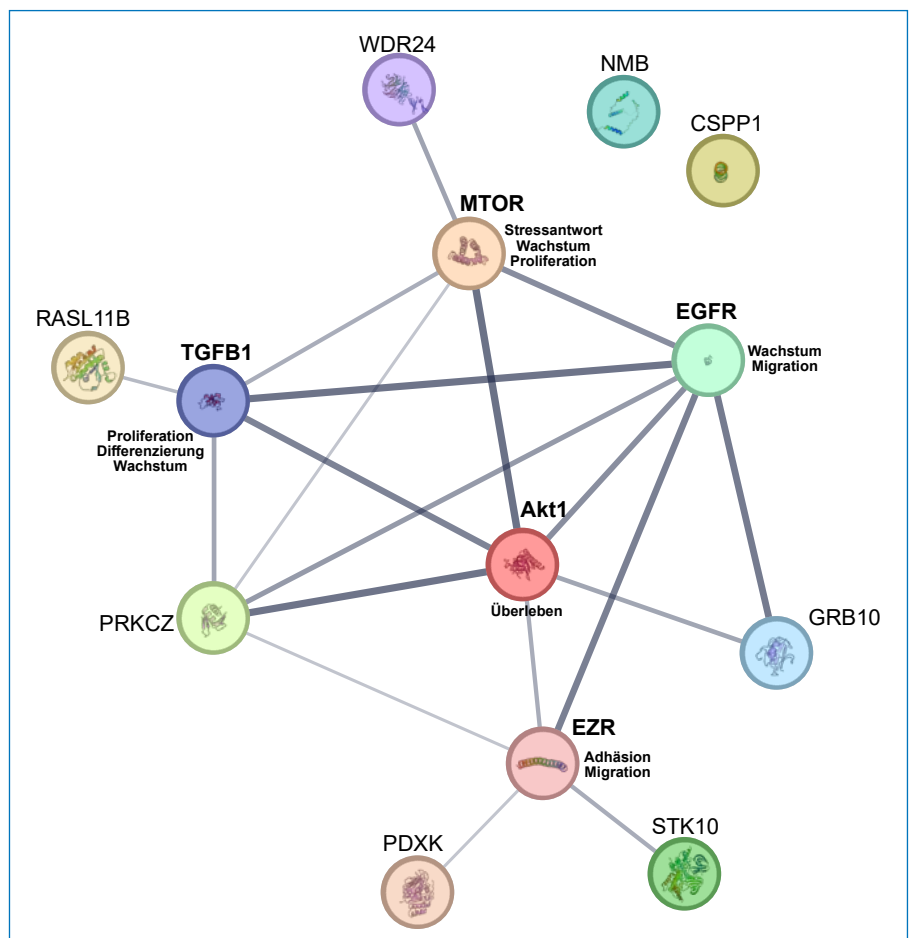 WDR24
NMB
CSPP1
MTOR
Stressantwort
Wachstum
Proliferation
EGFR
Wachstum
Migration
RASL11B
TGFB1
Proliferation
Differenzierung
Wachstum
Akt1
Überleben
PRKCZ
GRB10
EZR
Adhäsion
Migration
PDXK
STK10